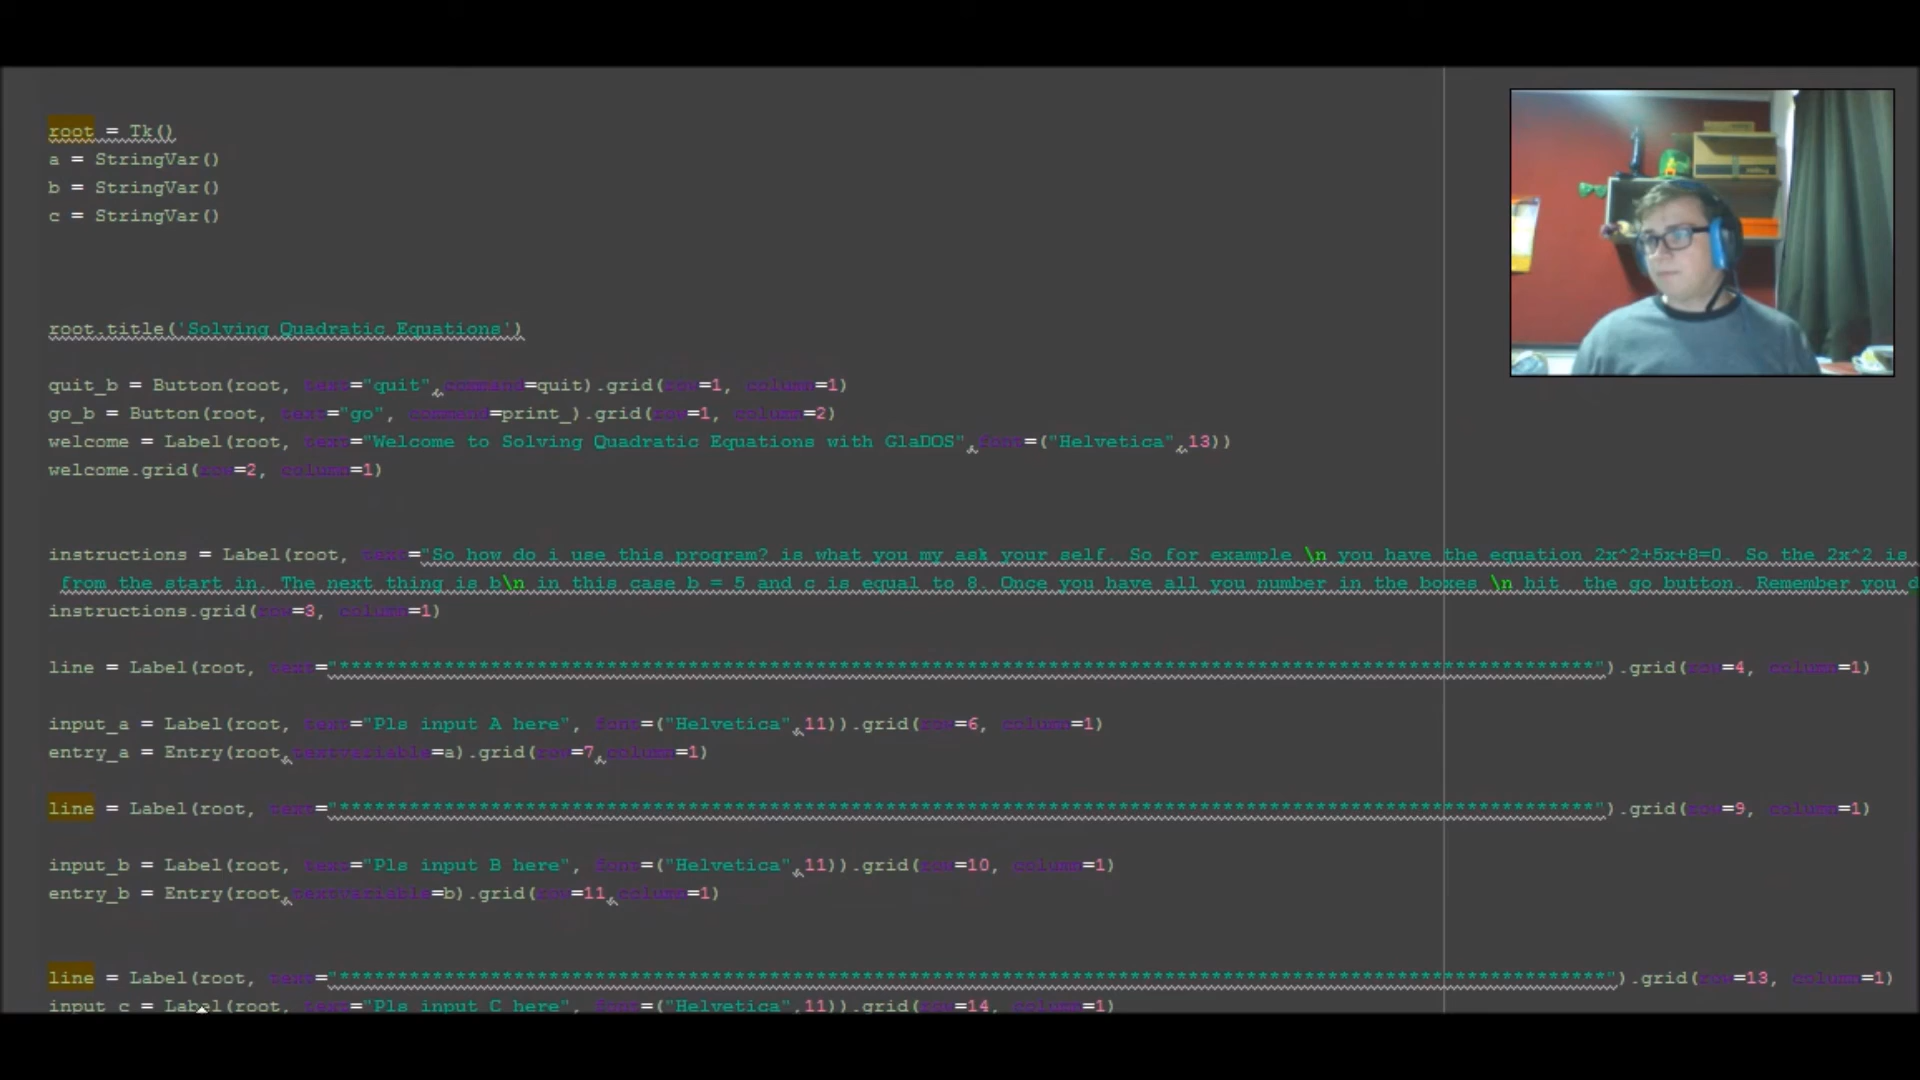 root = Tk()
a = StringVar()
b = StringVar()
c = StringVar()
root.title('Solving Quadratic Equations')
quit_b = Button(root, text="quit",command=quit).grid(row=1, column=1)
go_b = Button(root, text="go", command=print_).grid(row=1, column=2)
welcome = Label(root, text="Welcome to Solving Quadratic Equations with GlaDOS",font=("Helvetica",13))
welcome.grid(row=2, column=1)
instructions = Label(root, text="So how do i use this program? is what you my ask your self. So for example \n you have the equation 2x^2+5x+8=0. So the 2x^2 is
from the start in. The next thing is b\n in this case b = 5 and c is equal to 8. Once you have all you number in the boxes \n hit  the go button. Remember you d
instructions.grid(row=3, column=1)
line = Label(root, text="************************************************************************************************************").grid(row=4, column=1)
input_a = Label(root, text="Pls input A here", font=("Helvetica",11)).grid(row=6, column=1)
entry_a = Entry(root,textvariable=a).grid(row=7,column=1)
line = Label(root, text="************************************************************************************************************").grid(row=9, column=1)
input_b = Label(root, text="Pls input B here", font=("Helvetica",11)).grid(row=10, column=1)
entry_b = Entry(root,textvariable=b).grid(row=11,column=1)
line = Label(root, text="*************************************************************************************************************").grid(row=13, column=1)
input_c = Label(root, text="Pls input C here", font=("Helvetica",11)).grid(row=14, column=1)